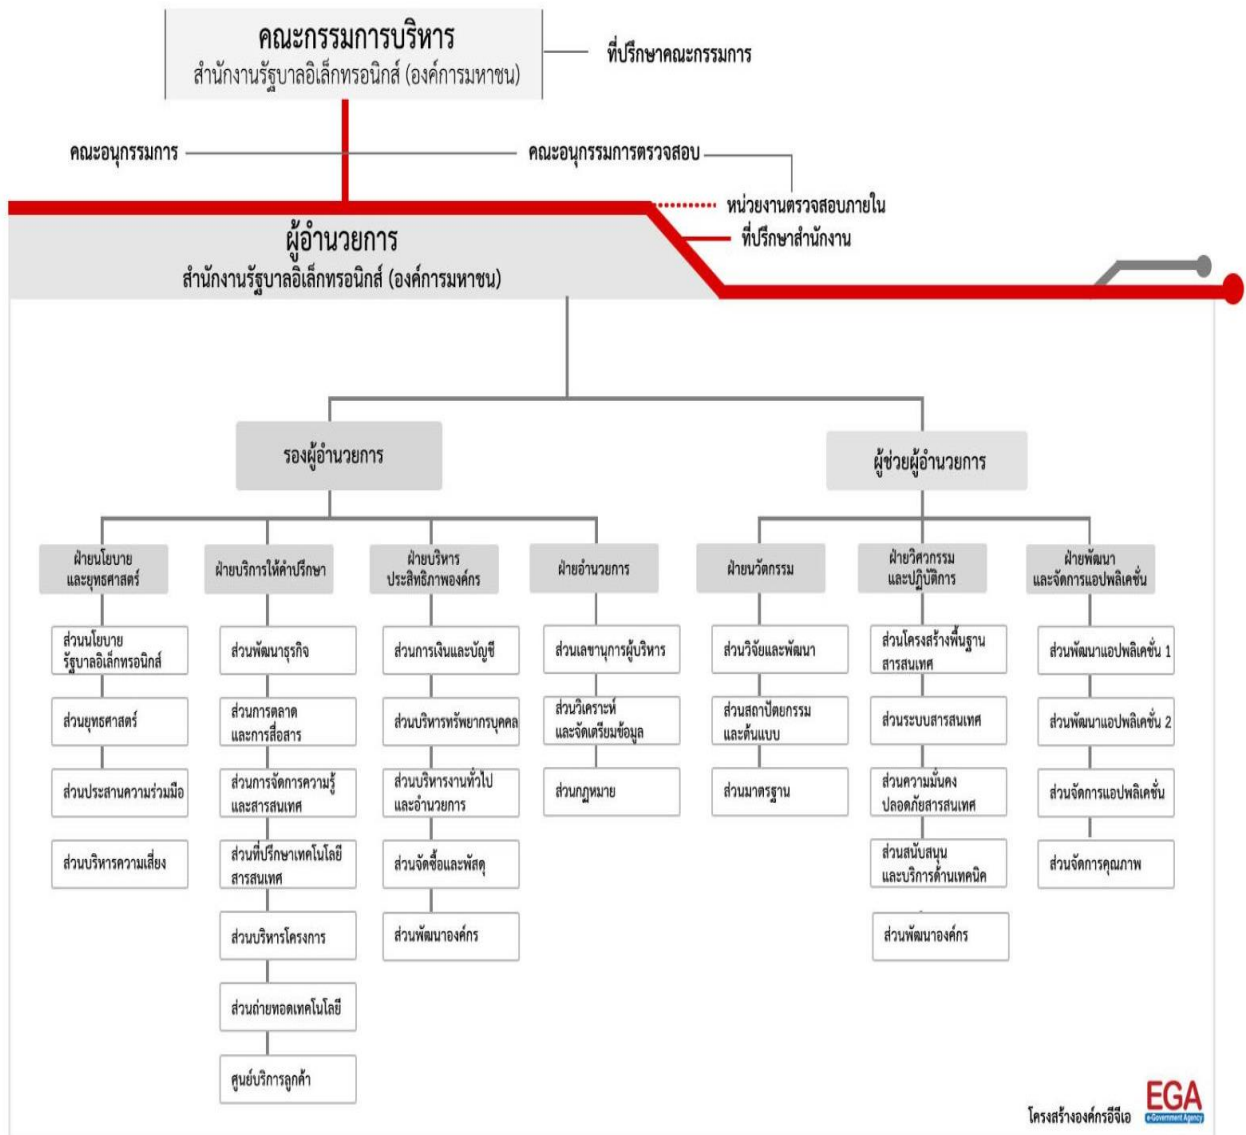 คณะกรรมการบริหาร
สำนักงานรัฐบาลอิเล็กทรอนิกส์ (องค์การมหาชน)
ที่ปรึกษาคณะกรรมการ
คณะอนุกรรมการ
คณะอนุกรรมการตรวจสอบ
หน่วยงานตรวจสอบภายใน
ที่ปรึกษาสำนักงาน
ผู้อำนวยการ
สำนักงานรัฐบาลอิเล็กทรอนิกส์ (องค์การมหาชน)
รองผู้อำนวยการ
ผู้ช่วยผู้อำนวยการ
ฝ่ายนโยบาย
และยุทธศาสตร์
ส่วนนโยบาย
รัฐบาลอิเล็กทรอนิกส์
ส่วนยุทธศาสตร์
ส่วนประสานความร่วมมือ
ส่วนบริหารความเสี่ยง
ฝ่ายบริการให้คำปรึกษา
ส่วนพัฒนาธุรกิจ
ส่วนการตลาด
และการสื่อสาร
ส่วนการจัดการความรู้
และสารสนเทศ
ส่วนที่ปรึกษาเทคโนโลยี
สารสนเทศ
ส่วนบริหารโครงการ
ส่วนถ่ายทอดเทคโนโลยี
ศูนย์บริการลูกค้า
ฝ่ายบริหาร
ประสิทธิภาพองค์กร
ส่วนการเงินและบัญชี
ส่วนบริหารทรัพยากรบุคคล
ส่วนบริหารงานทั่วไป
และอำนวยการ
ส่วนจัดซื้อและพัสดุ
ส่วนพัฒนาองค์กร
ฝ่ายอำนวยการ
ส่วนเลขานุการผู้บริหาร
ส่วนวิเคราะห์
และจัดเตรียมข้อมูล
ส่วนกฎหมาย
ฝ่ายนวัตกรรม
ส่วนวิจัยและพัฒนา
ส่วนสถาปัตยกรรม
และต้นแบบ
ส่วนมาตรฐาน
ฝ่ายวิศวกรรม
และปฏิบัติการ
ส่วนโครงสร้างพื้นฐาน
สารสนเทศ
ส่วนระบบสารสนเทศ
ส่วนความมั่นคง
ปลอดภัยสารสนเทศ
ส่วนสนับสนุน
และบริการด้านเทคนิค
ส่วนพัฒนาองค์กร
ฝ่ายพัฒนา
และจัดการแอปพลิเคชั่น
ส่วนพัฒนาแอปพลิเคชั่น 1
ส่วนพัฒนาแอปพลิเคชั่น 2
ส่วนจัดการแอปพลิเคชั่น
ส่วนจัดการคุณภาพ
โครงสร้างองค์กรอีจีเอ
EGA
e-Government Agency